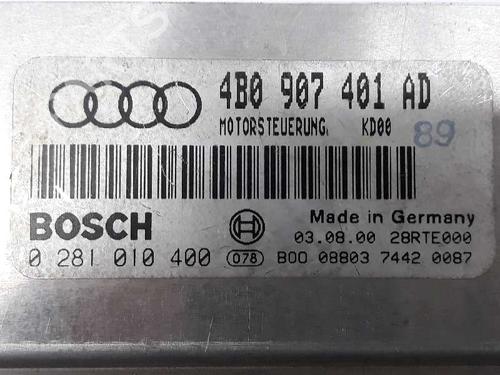 4B0 907 401 AD
MOTORSTEUERUNG. KD00
89
BOSCH
Made in Germany
03.08.00 28RTE000
0 281 010 400 078 B00 08803 7442 0087